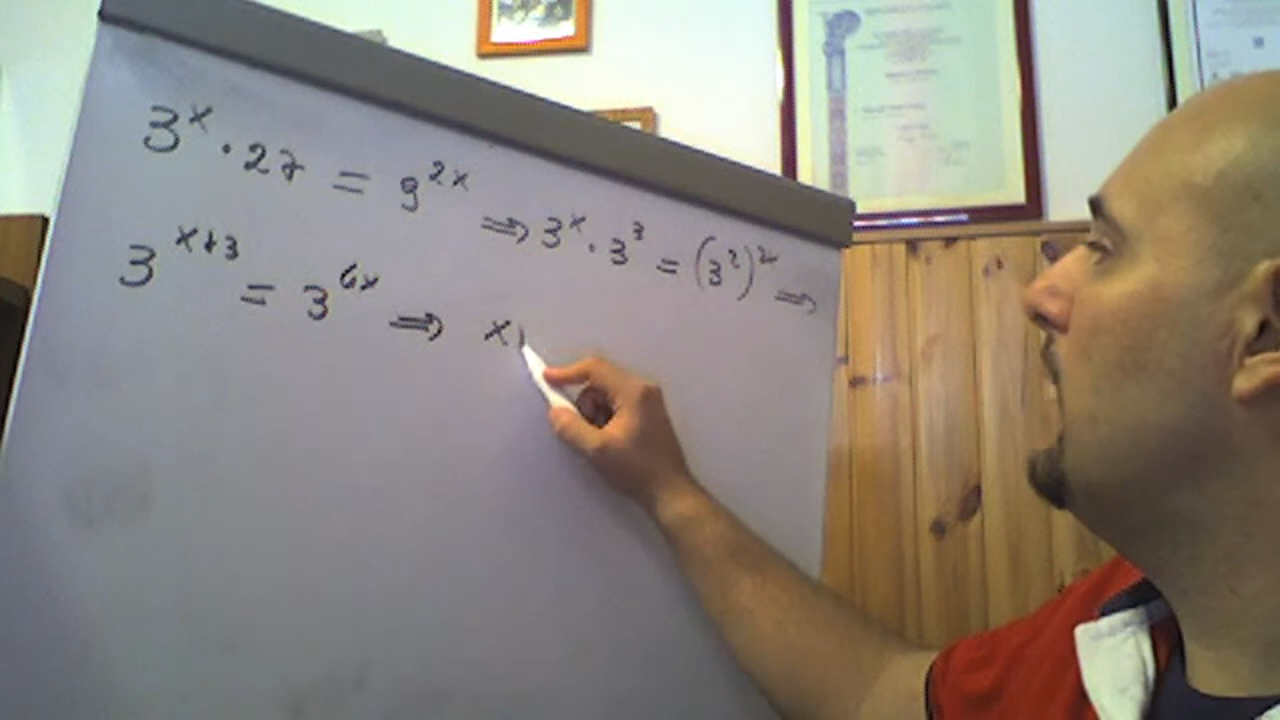 3^x · 27 = 9^{2x} ⇒ 3^x · 3^3 = (3^2)^{2x} ⇒
3^{x+3} = 3^{6x} ⇒ x